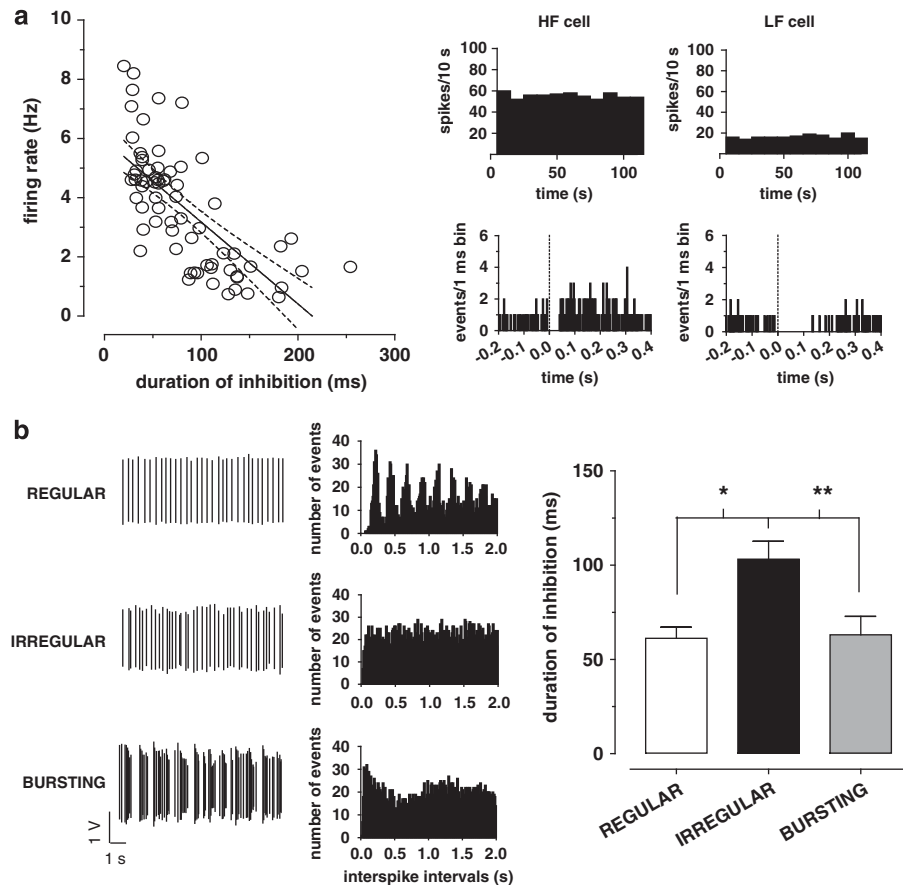 a
HF cell
LF cell
firing rate (Hz)
10
8
6
4
2
0
0
100
200
300
duration of inhibition (ms)
spikes/10 s
100
80
60
40
20
50
100
time (s)
spikes/10 s
100
80
60
40
20
50
100
time (s)
events/1 ms bin
6
4
2
0
-0.2
-0.1
0.0
0.1
0.2
0.3
0.4
time (s)
events/1 ms bin
6
4
2
0
-0.2
-0.1
0.0
0.1
0.2
0.3
0.4
time (s)
b
REGULAR
number of events
40
30
20
10
0
0.0 0.5 1.0 1.5 2.0
IRREGULAR
number of events
40
30
20
10
0
0.0 0.5 1.0 1.5 2.0
BURSTING
1 V
1 s
number of events
40
30
20
10
0
0.0 0.5 1.0 1.5 2.0
interspike intervals (s)
duration of inhibition (ms)
150
100
50
0
*
**
REGULAR
IRREGULAR
BURSTING